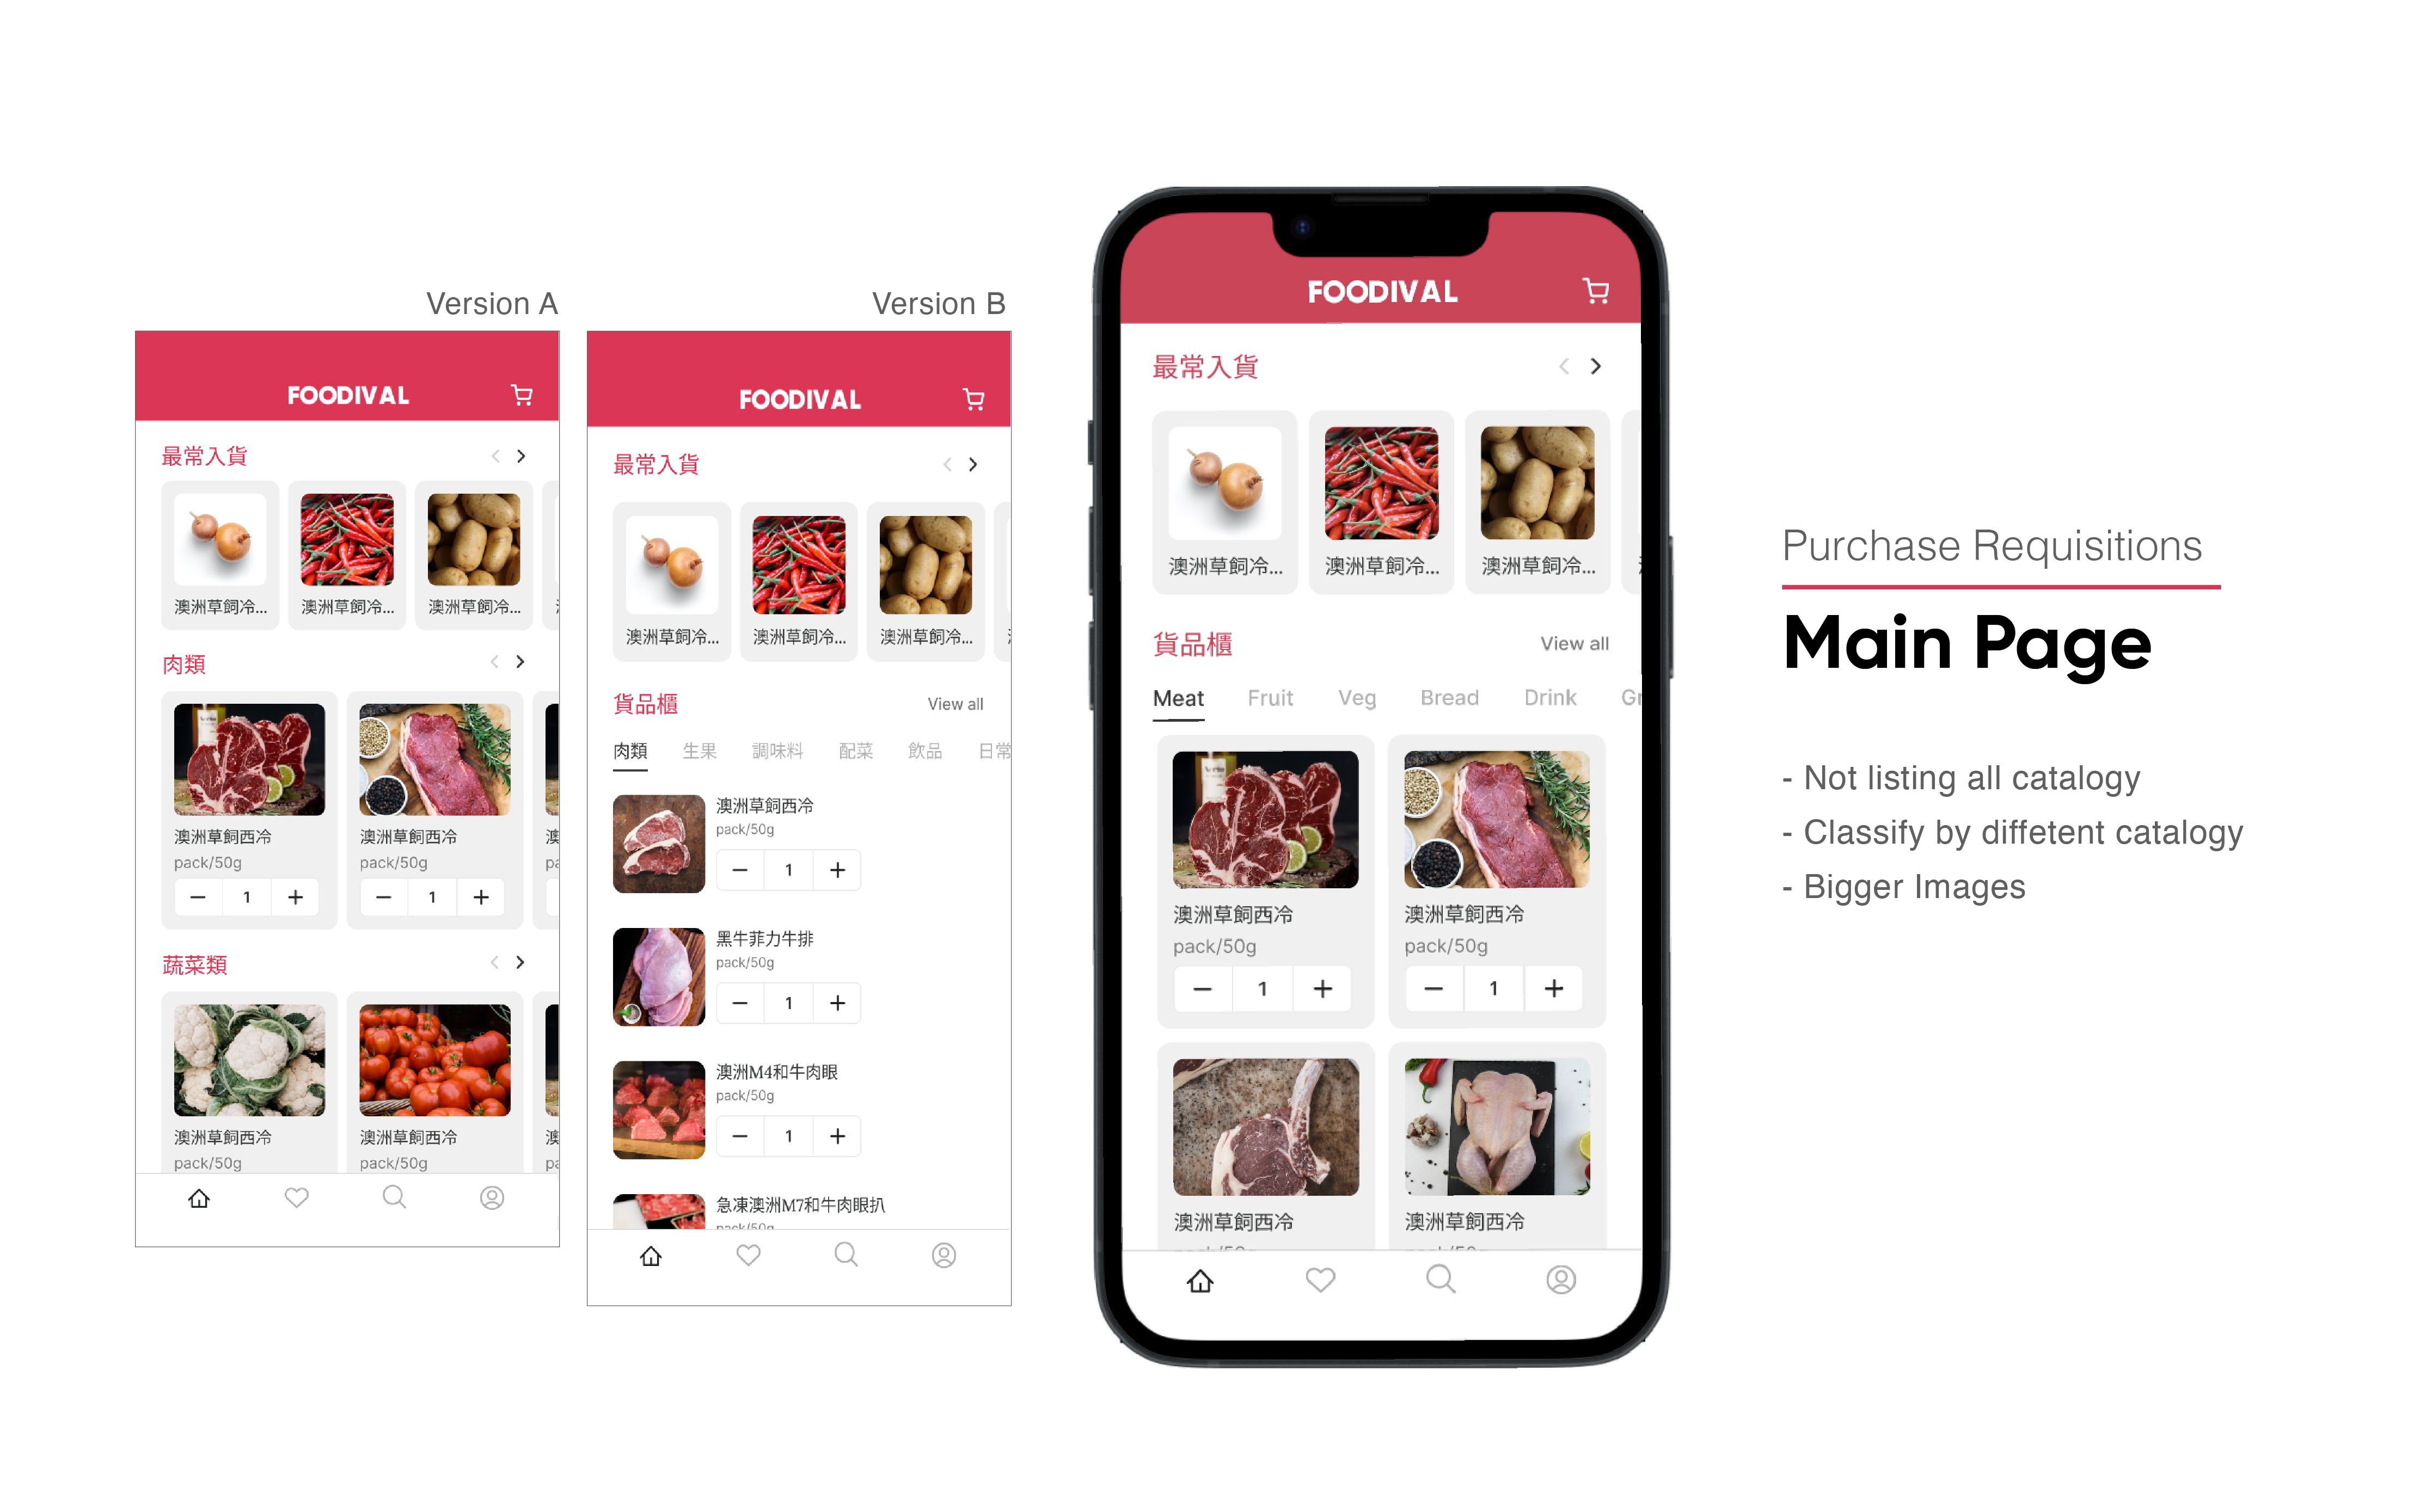 Version A
FOODIVAL
最常入貨
澳洲草飼冷... 澳洲草飼冷... 澳洲草飼冷...
肉類
澳洲草飼西冷 澳洲草飼西冷 澳
pack/50g pack/50g pa
1 1
蔬菜類
澳洲草飼西冷 澳洲草飼西冷 澳
pack/50g pack/50g pa
Version B
FOODIVAL
最常入貨
澳洲草飼冷... 澳洲草飼冷... 澳洲草飼冷...
貨品櫃 View all
肉類 生果 調味料 配菜 飲品 日常
澳洲草飼西冷
pack/50g
1
黑牛菲力牛排
pack/50g
1
澳洲M4和牛肉眼
pack/50g
1
急凍澳洲M7和牛肉眼扒
pack/50g
FOODIVAL
最常入貨
澳洲草飼冷... 澳洲草飼冷... 澳洲草飼冷...
貨品櫃 View all
Meat Fruit Veg Bread Drink Gr
澳洲草飼西冷 澳洲草飼西冷
pack/50g pack/50g
1 1
澳洲草飼西冷 澳洲草飼西冷
pack/50g pack/50g
Purchase Requisitions
Main Page
- Not listing all catalogy
- Classify by diffetent catalogy
- Bigger Images